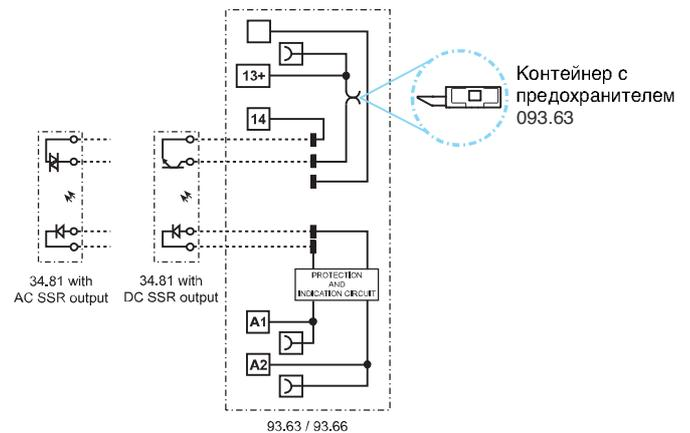 13+
Контейнер с
предохранителем
093.63
14
34.81 with
AC SSR output
34.81 with
DC SSR output
PROTECTION
AND
INDICATION CIRCUIT
A1
A2
93.63 / 93.66